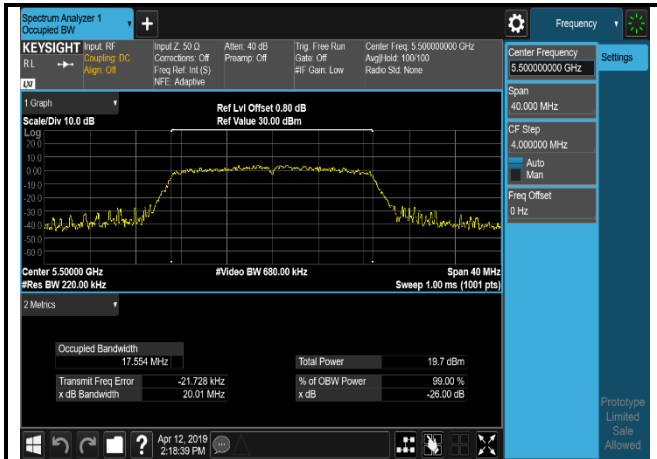 Spectrum Analyzer 1
Occupied BW
+
Frequency
KEYSIGHT
RL
LXI
Input: RF
Coupling: DC
Align: Off
Input Z: 50 Ω
Corrections: Off
Freq Ref: Int (S)
NFE: Adaptive
Atten: 40 dB
Preamp: Off
Trig: Free Run
Gate: Off
#IF Gain: Low
Center Freq: 5.500000000 GHz
Avg|Hold: 100/100
Radio Std: None
Center Frequency
5.500000000 GHz
Settings
Span
40.000 MHz
CF Step
4.000000 MHz
Auto
Man
Freq Offset
0 Hz
1 Graph
Scale/Div 10.0 dB
Ref Lvl Offset 0.80 dB
Ref Value 30.00 dBm
Log
20.0
10.0
0.00
-10.0
-20.0
-30.0
-40.0
-50.0
-60.0
Center 5.50000 GHz
#Video BW 680.00 kHz
Span 40 MHz
#Res BW 220.00 kHz
Sweep 1.00 ms (1001 pts)
2 Metrics
Occupied Bandwidth
17.554 MHz
Total Power 19.7 dBm
Transmit Freq Error -21.728 kHz
% of OBW Power 99.00 %
x dB Bandwidth 20.01 MHz
x dB -26.00 dB
Prototype
Limited
Sale
Allowed
?
Apr 12, 2019
2:18:39 PM